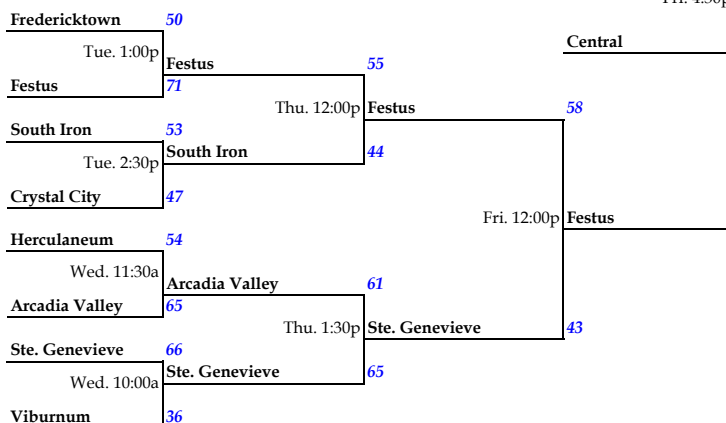 Fri. 4:30p
Fredericktown 50
Central
Tue. 1:00p
Festus 55
Festus 71
Thu. 12:00p Festus 58
South Iron 53
Tue. 2:30p South Iron 44
Crystal City 47
Fri. 12:00p Festus
Herculaneum 54
Wed. 11:30a
Arcadia Valley 61
Arcadia Valley 65
Thu. 1:30p Ste. Genevieve 43
Ste. Genevieve 66
Wed. 10:00a Ste. Genevieve 65
Viburnum 36